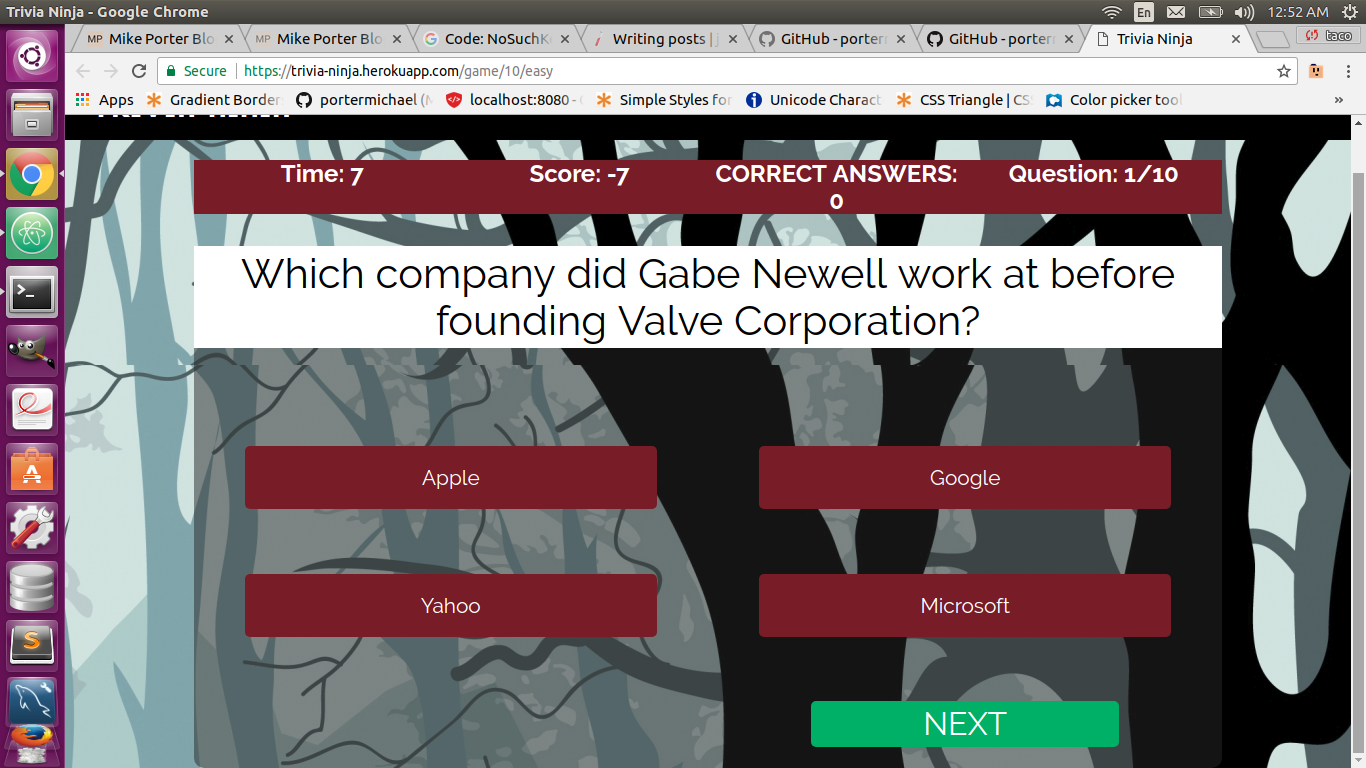 Trivia Ninja - Google Chrome
En
12:52 AM
MP Mike Porter Blo
MP Mike Porter Blo
Code: NoSuchK
Writing posts | j
GitHub - porter
GitHub - porter
Trivia Ninja
taco
Secure
https://trivia-ninja.herokuapp.com/game/10/easy
Apps
Gradient Border
portermichael (M
localhost:8080 -
Simple Styles for
Unicode Charact
CSS Triangle | CS
Color picker tool
»
Time: 7
Score: -7
CORRECT ANSWERS:
0
Question: 1/10
Which company did Gabe Newell work at before
founding Valve Corporation?
Apple
Google
Yahoo
Microsoft
NEXT